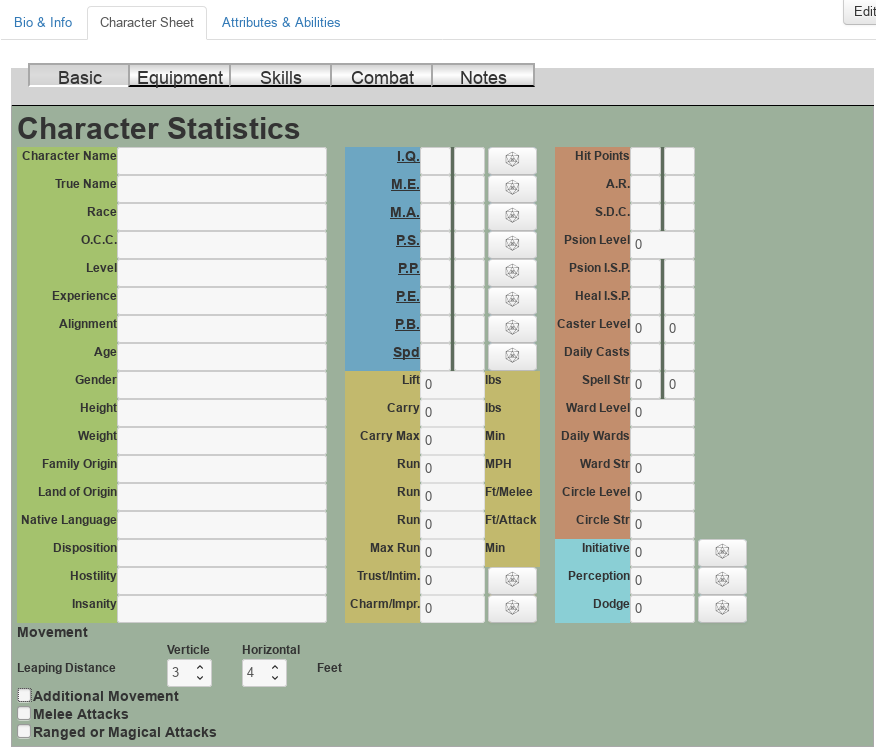 Bio & Info Character Sheet Attributes & Abilities Edit
Basic Equipment Skills Combat Notes
Character Statistics
Character Name I.Q. Hit Points
True Name M.E. A.R.
Race M.A. S.D.C.
O.C.C. P.S. Psion Level 0
Level P.P. Psion I.S.P.
Experience P.E. Heal I.S.P.
Alignment P.B. Caster Level 0 0
Age Spd Daily Casts
Gender Lift 0 lbs Spell Str 0 0
Height Carry 0 lbs Ward Level 0
Weight Carry Max 0 Min Daily Wards
Family Origin Run 0 MPH Ward Str 0
Land of Origin Run 0 Ft/Melee Circle Level 0
Native Language Run 0 Ft/Attack Circle Str 0
Disposition Max Run 0 Min Initiative 0
Hostility Trust/Intim. 0 Perception 0
Insanity Charm/Impr. 0 Dodge 0
Movement
Verticle Horizontal
Leaping Distance 3 4 Feet
Additional Movement
Melee Attacks
Ranged or Magical Attacks